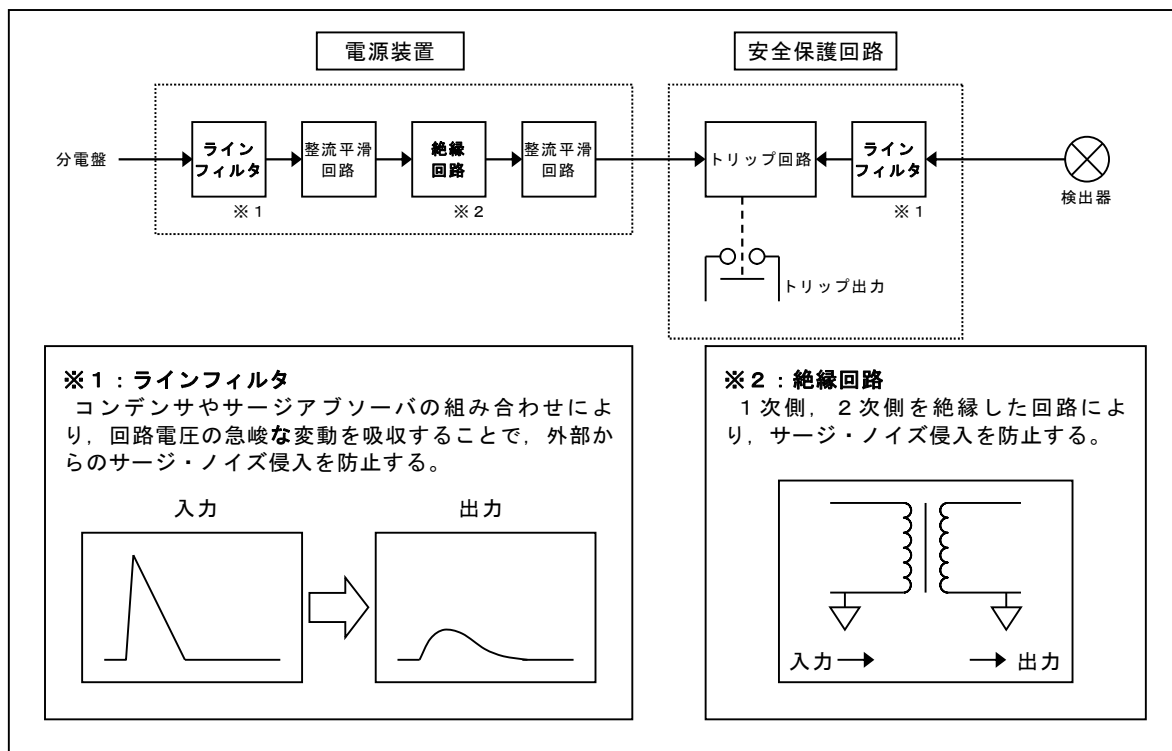 電源装置
安全保護回路
分電盤
ライン
フィルタ
※1
整流平滑
回路
絶縁
回路
※2
整流平滑
回路
トリップ回路
ライン
フィルタ
※1
検出器
トリップ出力
※1:ラインフィルタ
コンデンサやサージアブソーバの組み合わせによ
り,回路電圧の急峻な変動を吸収することで,外部か
らのサージ・ノイズ侵入を防止する。
入力
出力
※2:絶縁回路
1次側,2次側を絶縁した回路によ
り,サージ・ノイズ侵入を防止する。
入力
出力